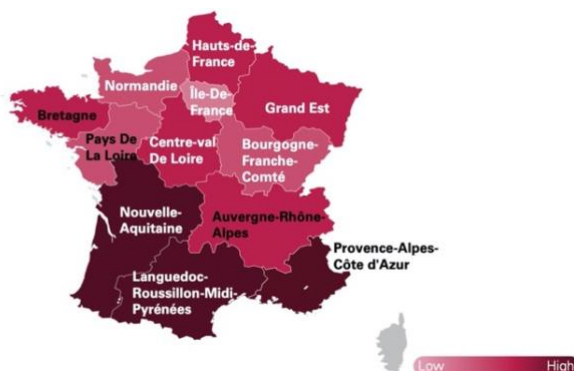 Hauts-de-
France
Normandie
Île-De-
France
Grand Est
Bretagne
Pays De
La Loire
Centre-val
De Loire
Bourgogne-
Franche-
Comté
Nouvelle-
Aquitaine
Auvergne-Rhône-
Alpes
Provence-Alpes-
Côte d'Azur
Languedoc-
Roussillon-Midi-
Pyrénées
Low
High